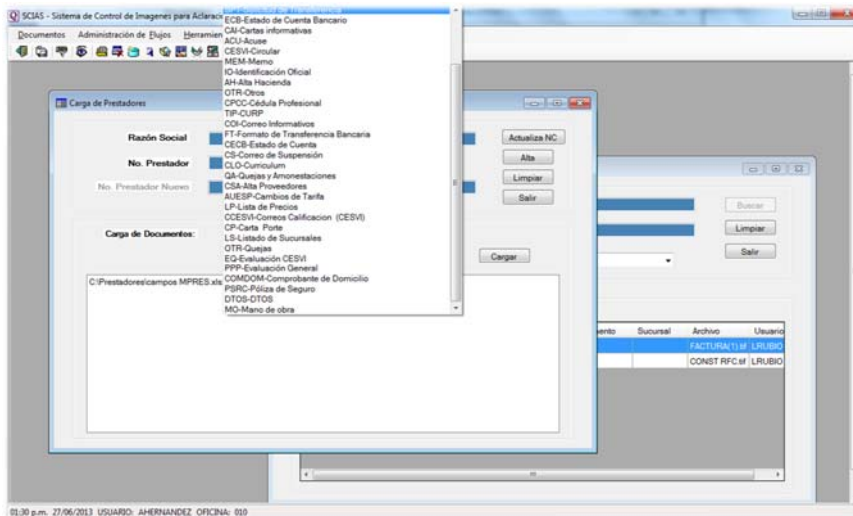 SCIAS - Sistema de Control de Imagenes para Aclarac
Documentos Administración de Flujos Herramien
ECB-Estado de Cuenta Bancario
CAI-Cartas informativas
ACU-Acuse
CESVI-Circular
MEM-Memo
IO-Identificación Oficial
AH-Alta Hacienda
OTR-Otros
CPCC-Cédula Profesional
TIP-CURP
COI-Correo Informativos
FT-Formato de Transferencia Bancaria
CECB-Estado de Cuenta
CS-Correo de Suspensión
CLO-Curriculum
QA-Quejas y Amonestaciones
CSA-Alta Proveedores
AUESP-Cambios de Tarifa
LP-Lista de Precios
CCESVI-Correos Calificacion (CESVI)
CP-Carta Porte
LS-Listado de Sucursales
OTR-Quejas
EQ-Evaluación CESVI
PPP-Evaluación General
COMDOM-Comprobante de Domicilio
PSRC-Póliza de Seguro
DTOS-DTOS
MO-Mano de obra
Carga de Prestadores
Razón Social
Actualiza NC
No. Prestador
Alta
No. Prestador Nuevo
Limpiar
Salir
Carga de Documentos:
Cargar
C:\Prestadores\campos MPRES.xls
Buscar
Limpiar
Salir
mento Sucursal Archivo Usuario
FACTURA(1).tif LRUBIO
CONST RFC.tif LRUBIO
01:30 p.m. 27/06/2013 USUARIO: AHERNANDEZ OFICINA: 010